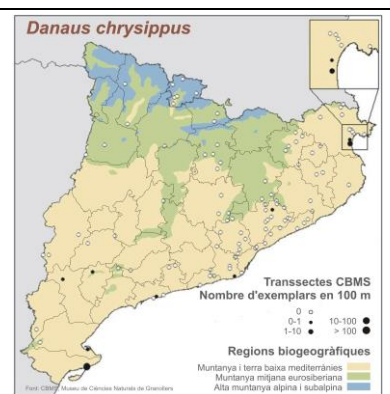 Danaus chrysippus
Transsectes CBMS
Nombre d'exemplars en 100 m
0
0-1
1-10
10-100
> 100
Regions biogeogràfiques
Muntanya i terra baixa mediterrànies
Muntanya mitjana eurosiberiana
Alta muntanya alpina i subalpina
Font: CBMS, Museu de Ciències Naturals de Granollers